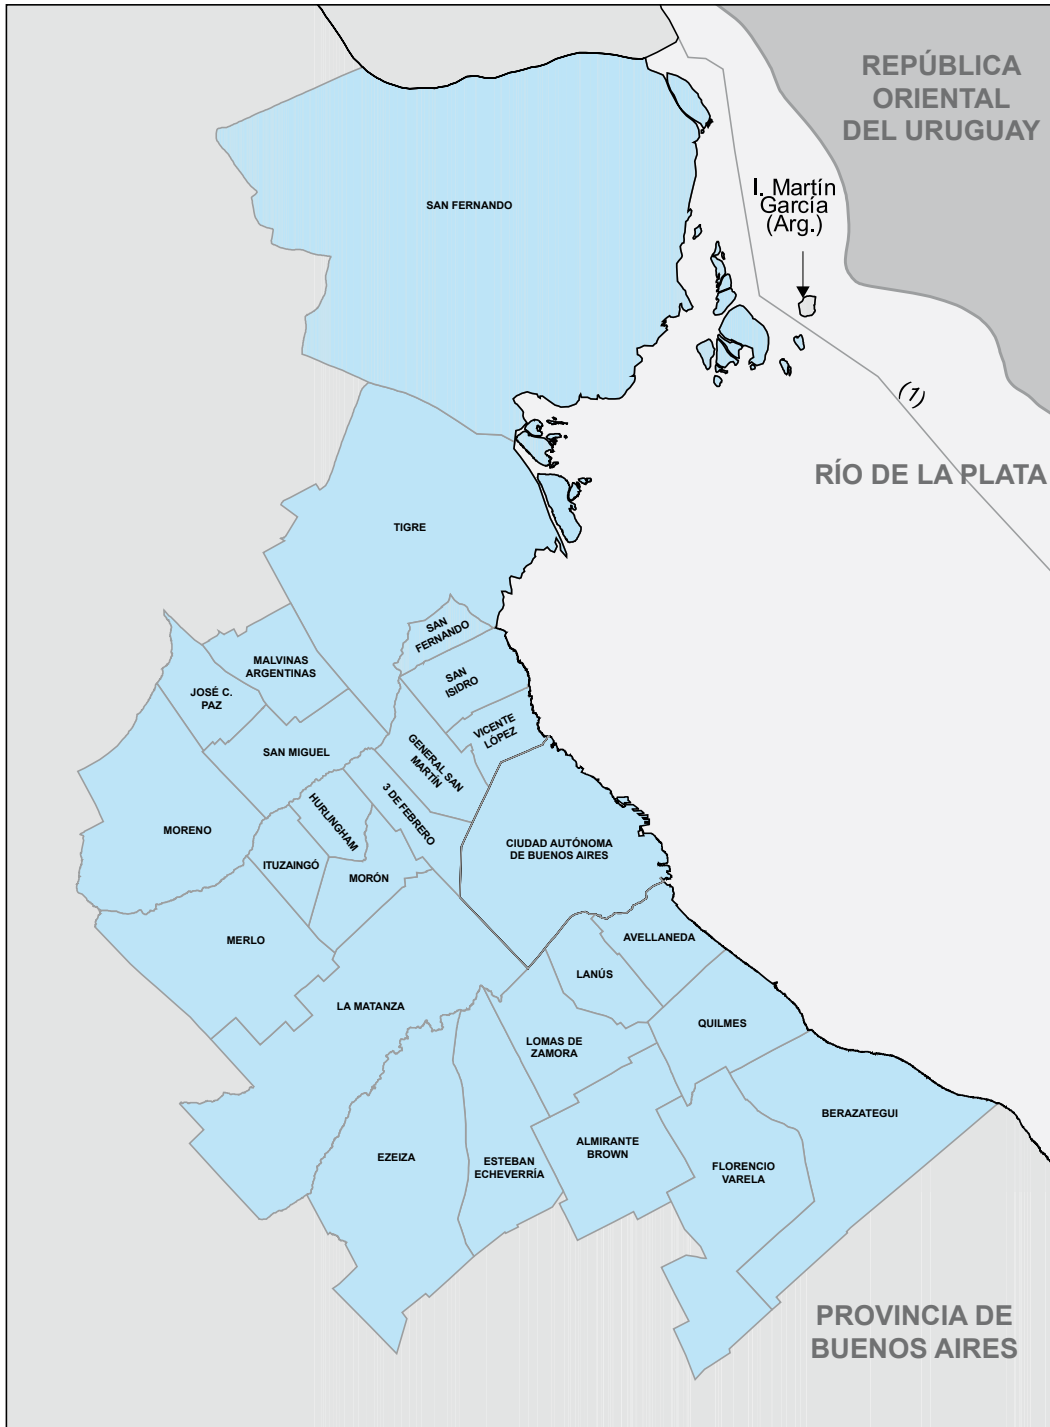 REPÚBLICA
ORIENTAL
DEL URUGUAY
I. Martín
García
(Arg.)
SAN FERNANDO
(1)
RÍO DE LA PLATA
TIGRE
SAN
FERNANDO
MALVINAS
ARGENTINAS
SAN
ISIDRO
JOSÉ C.
PAZ
VICENTE
LÓPEZ
SAN MIGUEL
GENERAL SAN
MARTÍN
HURLINGHAM
3 DE FEBRERO
MORENO
CIUDAD AUTÓNOMA
DE BUENOS AIRES
ITUZAINGÓ
MORÓN
MERLO
AVELLANEDA
LANÚS
LA MATANZA
QUILMES
LOMAS DE
ZAMORA
BERAZATEGUI
ALMIRANTE
BROWN
EZEIZA
ESTEBAN
ECHEVERRÍA
FLORENCIO
VARELA
PROVINCIA DE
BUENOS AIRES